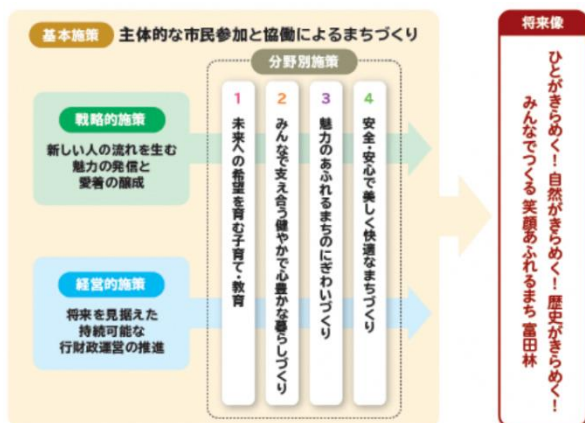 基本施策 主体的な市民参加と協働によるまちづくり
分野別施策
戦略的施策
新しい人の流れを生む
魅力の発信と
愛着の醸成
経営的施策
将来を見据えた
持続可能な
行財政運営の推進
1 未来への希望を育む子育て・教育
2 みんなで支え合う健やかで心豊かな暮らしづくり
3 魅力のあふれるまちのにぎわいづくり
4 安全・安心で美しく快適なまちづくり
将来像
ひとがきらめく！自然がきらめく！歴史がきらめく！
みんなでつくる 笑顔あふれるまち 富田林